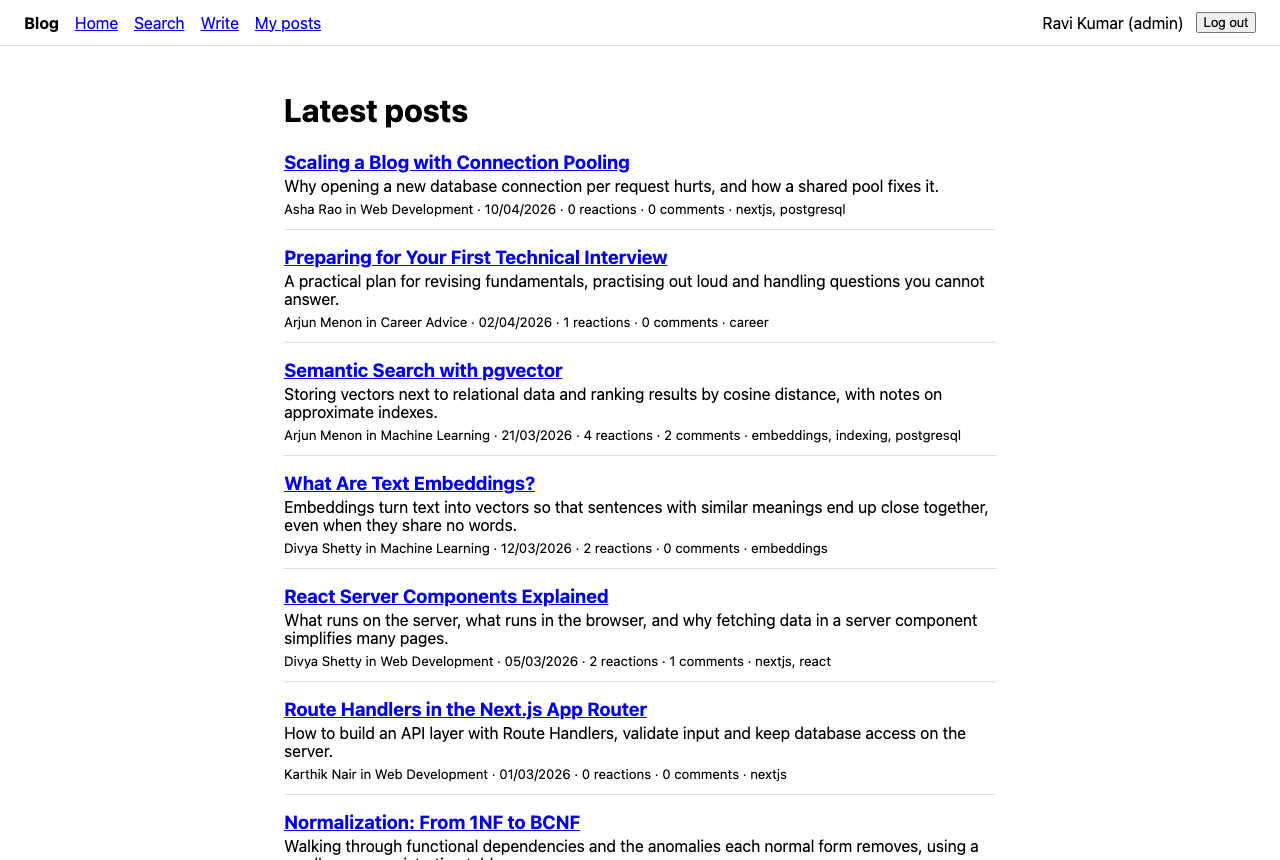 Blog Home Search Write My posts Ravi Kumar (admin) Log out
Latest posts
Scaling a Blog with Connection Pooling
Why opening a new database connection per request hurts, and how a shared pool fixes it.
Asha Rao in Web Development · 10/04/2026 · 0 reactions · 0 comments · nextjs, postgresql
Preparing for Your First Technical Interview
A practical plan for revising fundamentals, practising out loud and handling questions you cannot
answer.
Arjun Menon in Career Advice · 02/04/2026 · 1 reactions · 0 comments · career
Semantic Search with pgvector
Storing vectors next to relational data and ranking results by cosine distance, with notes on
approximate indexes.
Arjun Menon in Machine Learning · 21/03/2026 · 4 reactions · 2 comments · embeddings, indexing, postgresql
What Are Text Embeddings?
Embeddings turn text into vectors so that sentences with similar meanings end up close together,
even when they share no words.
Divya Shetty in Machine Learning · 12/03/2026 · 2 reactions · 0 comments · embeddings
React Server Components Explained
What runs on the server, what runs in the browser, and why fetching data in a server component
simplifies many pages.
Divya Shetty in Web Development · 05/03/2026 · 2 reactions · 1 comments · nextjs, react
Route Handlers in the Next.js App Router
How to build an API layer with Route Handlers, validate input and keep database access on the
server.
Karthik Nair in Web Development · 01/03/2026 · 0 reactions · 0 comments · nextjs
Normalization: From 1NF to BCNF
Walking through functional dependencies and the anomalies each normal form removes, using a